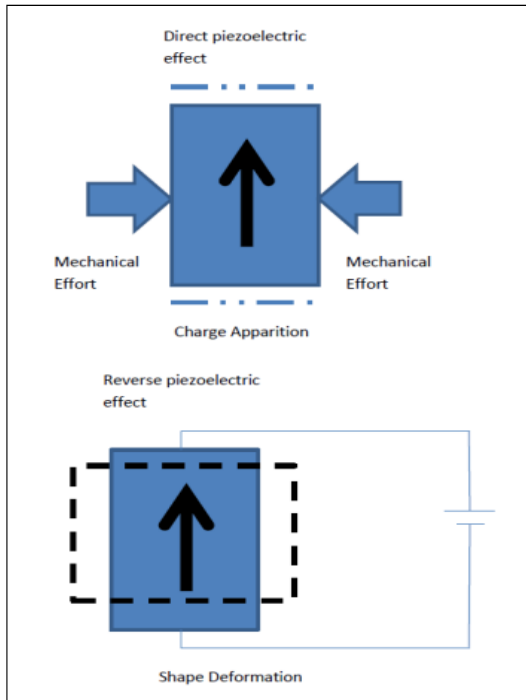 Direct piezoelectric
effect
Mechanical
Effort
Mechanical
Effort
Charge Apparition
Reverse piezoelectric
effect
Shape Deformation